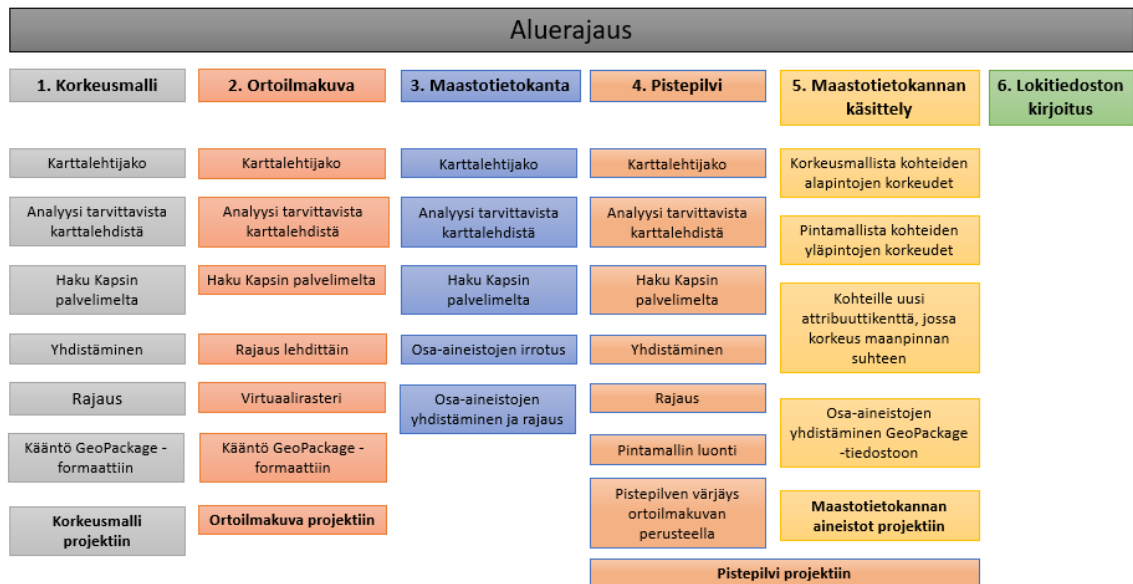 Aluerajaus
1. Korkeusmalli
Karttalehtijako
Analyysi tarvittavista
karttalehdistä
Haku Kapsin
palvelimelta
Yhdistäminen
Rajaus
Kääntö GeoPackage -
formaattiin
Korkeusmalli
projektiin
2. Ortoilmakuva
Karttalehtijako
Analyysi tarvittavista
karttalehdistä
Haku Kapsin palvelimelta
Rajaus lehdittäin
Virtuaalirasteri
Kääntö GeoPackage -
formaattiin
Ortoilmakuva projektiin
3. Maastotietokanta
Karttalehtijako
Analyysi tarvittavista
karttalehdistä
Haku Kapsin
palvelimelta
Osa-aineistojen irrotus
Osa-aineistojen
yhdistäminen ja rajaus
4. Pistepilvi
Karttalehtijako
Analyysi tarvittavista
karttalehdistä
Haku Kapsin
palvelimelta
Yhdistäminen
Rajaus
Pintamallin luonti
Pistepilven värjäys
ortoilmakuvan
perusteella
Pistepilvi projektiin
5. Maastotietokannan
käsittely
Korkeusmallista kohteiden
alapintojen korkeudet
Pintamallista kohteiden
yläpintojen korkeudet
Kohteille uusi
attribuuttikenttä, jossa
korkeus maanpinnan
suhteen
Osa-aineistojen
yhdistäminen GeoPackage
-tiedostoon
Maastotietokannan
aineistot projektiin
6. Lokitiedoston
kirjoitus